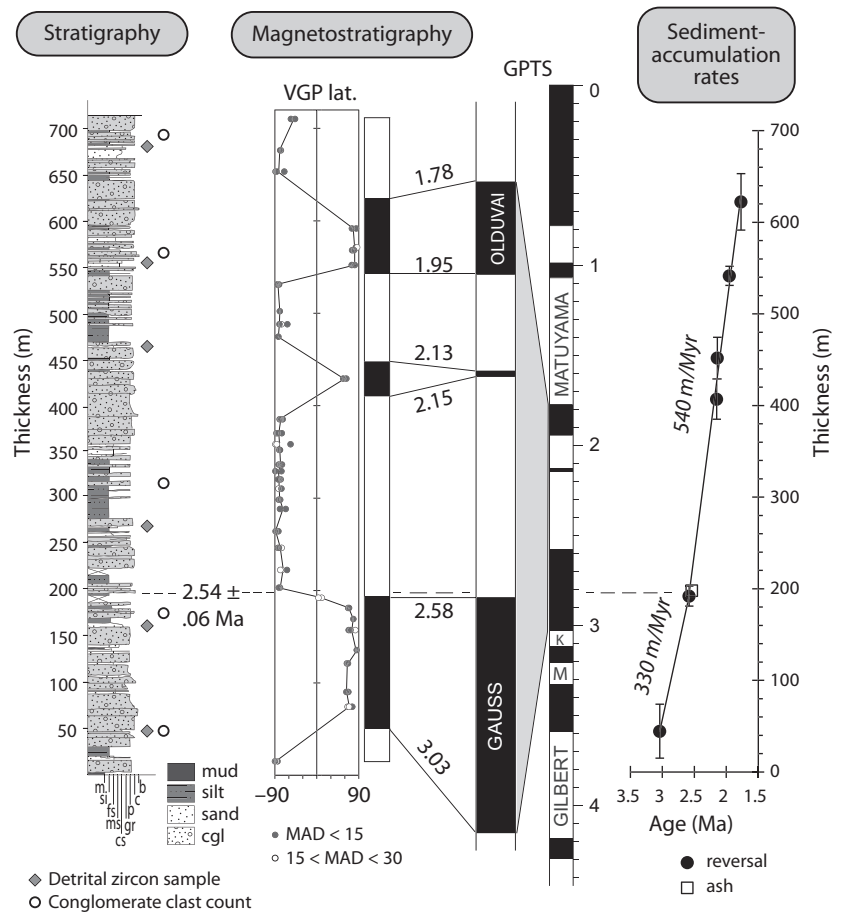 Stratigraphy
Magnetostratigraphy
Sediment-
accumulation
rates
GPTS
VGP lat.
Thickness (m)
700
650
600
550
500
450
400
350
300
250
200
150
100
50
m
si
fs
ms
cs
gr
p
c
b
mud
silt
sand
cgl
Detrital zircon sample
Conglomerate clast count
2.54 ±
.06 Ma
–90
90
MAD < 15
15 < MAD < 30
1.78
1.95
2.13
2.15
2.58
3.03
OLDUVAI
GAUSS
0
1
2
3
4
MATUYAMA
K
M
GILBERT
700
600
500
400
300
200
100
0
Thickness (m)
540 m/Myr
330 m/Myr
3.5
3
2.5
2
1.5
Age (Ma)
reversal
ash